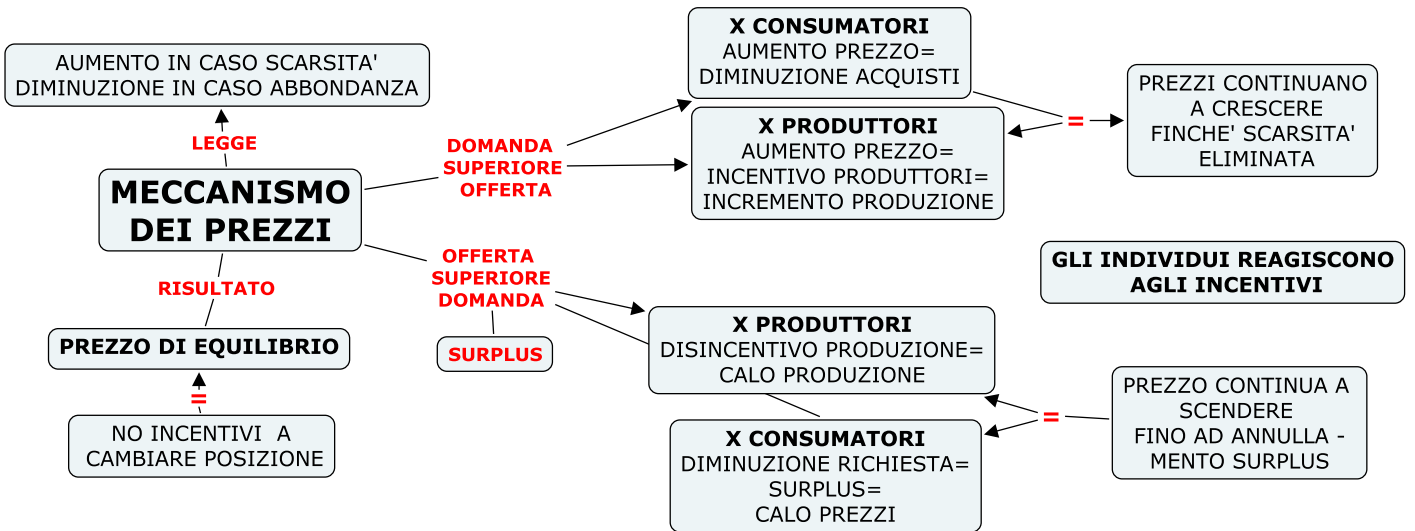 AUMENTO IN CASO SCARSITA'
DIMINUZIONE IN CASO ABBONDANZA
LEGGE
MECCANISMO
DEI PREZZI
RISULTATO
PREZZO DI EQUILIBRIO
=
NO INCENTIVI A
CAMBIARE POSIZIONE
DOMANDA
SUPERIORE
OFFERTA
X CONSUMATORI
AUMENTO PREZZO=
DIMINUZIONE ACQUISTI
X PRODUTTORI
AUMENTO PREZZO=
INCENTIVO PRODUTTORI=
INCREMENTO PRODUZIONE
=
PREZZI CONTINUANO
A CRESCERE
FINCHE' SCARSITA'
ELIMINATA
GLI INDIVIDUI REAGISCONO
AGLI INCENTIVI
OFFERTA
SUPERIORE
DOMANDA
SURPLUS
X PRODUTTORI
DISINCENTIVO PRODUZIONE=
CALO PRODUZIONE
X CONSUMATORI
DIMINUZIONE RICHIESTA=
SURPLUS=
CALO PREZZI
=
PREZZO CONTINUA A
SCENDERE
FINO AD ANNULLA -
MENTO SURPLUS